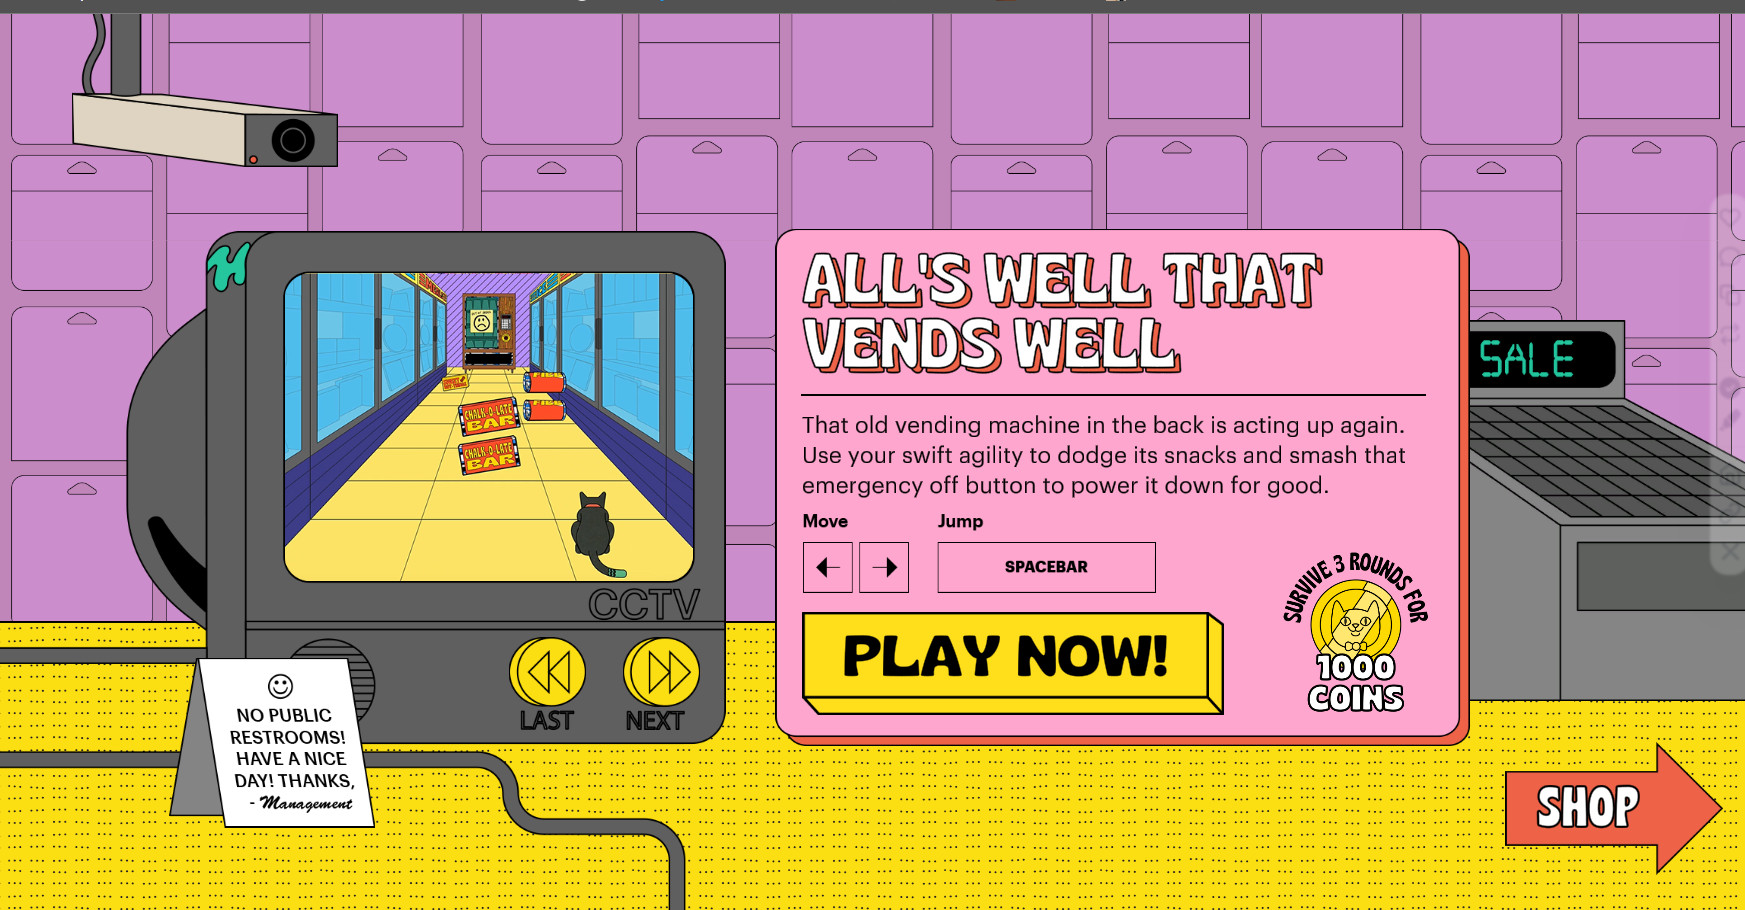 ALL'S WELL THAT
VENDS WELL
That old vending machine in the back is acting up again.
Use your swift agility to dodge its snacks and smash that
emergency off button to power it down for good.
Move
Jump
SPACEBAR
PLAY NOW!
SURVIVE 3 ROUNDS FOR
1000
COINS
CHALK-O-LATE
BAR
CHALK-O-LATE
BAR
CCTV
LAST
NEXT
NO PUBLIC
RESTROOMS!
HAVE A NICE
DAY! THANKS,
- Management
SALE
SHOP